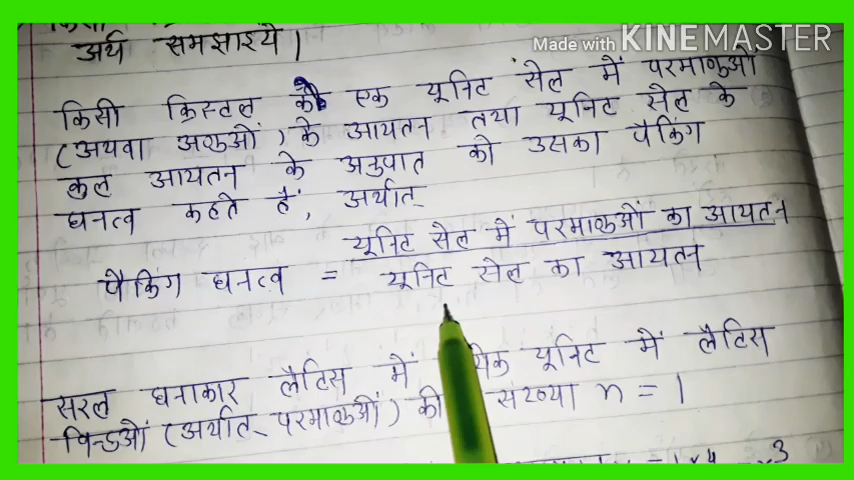 अर्थ समझाइये।
Made with KINEMASTER
किसी क्रिस्टल के एक यूनिट सेल में परमाणुओं
(अथवा अणुओं) के आयतन तथा यूनिट सेल के
कुल आयतन के अनुपात को उसका पैकिंग
घनत्व कहते हैं, अर्थात्
यूनिट सेल में परमाणुओं का आयतन
पैकिंग घनत्व = यूनिट सेल का आयतन
सरल घनाकार लैटिस में यूनिट में लैटिस
बिन्दुओं (अर्थात् परमाणुओं) की संख्या n = 1